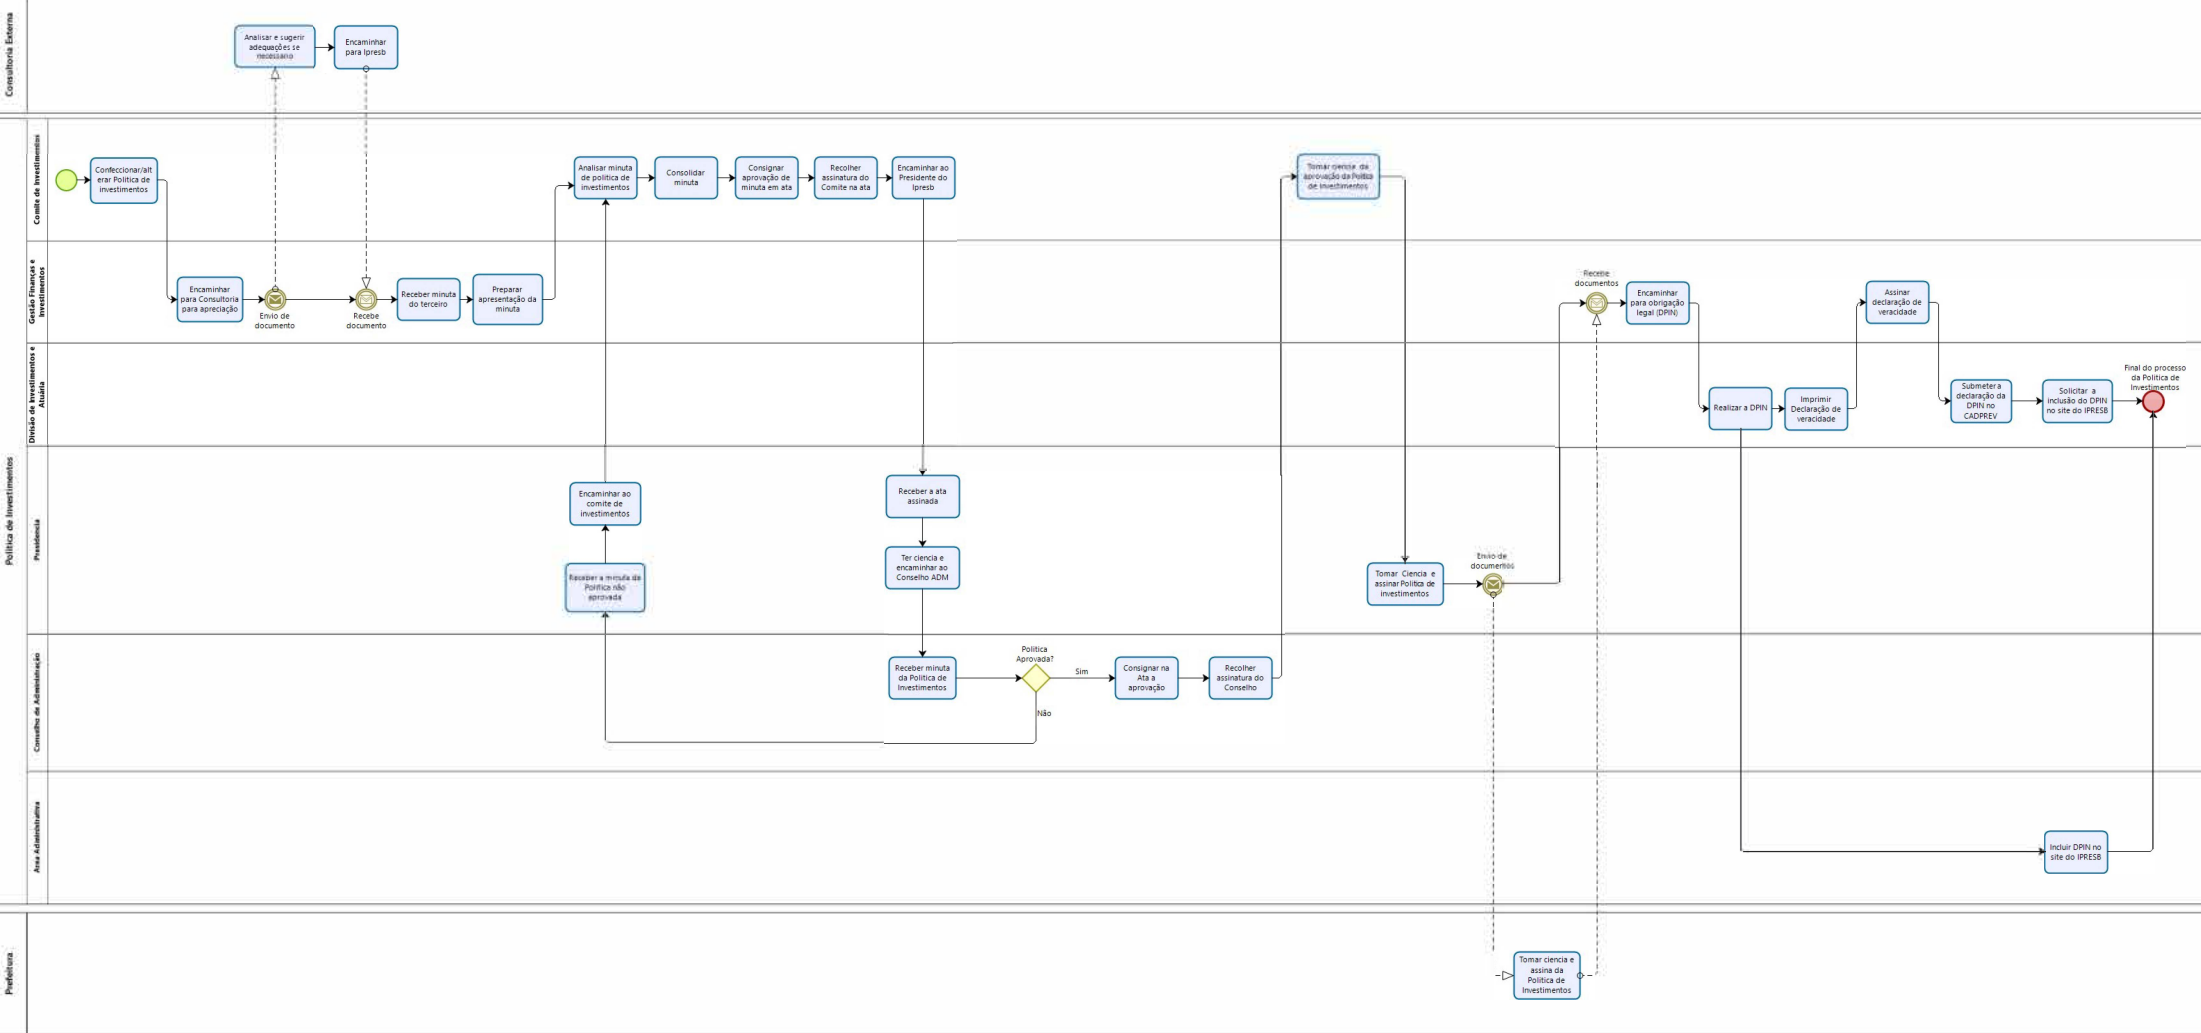 Consultoria Externa
Analisar e sugerir
adequações se
necessário
Encaminhar
para Ipresb
Política de Investimentos
Comite de Investimentos
Confeccionar/alt
erar Política de
investimentos
Analisar minuta
de política de
investimentos
Consolidar
minuta
Consignar
aprovação de
minuta em ata
Recolher
assinatura do
Comite na ata
Encaminhar ao
Presidente do
Ipresb
Tomar ciencia da
aprovação da Política
de Investimentos
Gestão Finanças e
Investimentos
Encaminhar
para Consultoria
para apreciação
Envio de
documento
Recebe
documento
Receber minuta
do terceiro
Preparar
apresentação da
minuta
Recebe
documentos
Encaminhar
para obrigação
legal (DPIN)
Assinar
declaração de
veracidade
Divisão de Investimentos e
Atuária
Realizar a DPIN
Imprimir
Declaração de
veracidade
Submeter a
declaração da
DPIN no
CADPREV
Solicitar a
inclusão do DPIN
no site do IPRESB
Final do processo
da Política de
Investimentos
Presidencia
Encaminhar ao
comite de
investimentos
Receber a minuta da
Política não
aprovada
Receber a ata
assinada
Ter ciencia e
encaminhar ao
Conselho ADM
Tomar Ciencia e
assinar Política de
investimentos
Envio de
documentos
Conselho de Administração
Receber minuta
da Política de
Investimentos
Politica
Aprovada?
Sim
Não
Consignar na
Ata a
aprovação
Recolher
assinatura do
Conselho
Area Administrativa
Incluir DPIN no
site do IPRESB
Prefeitura
Tomar ciencia e
assina da
Política de
Investimentos